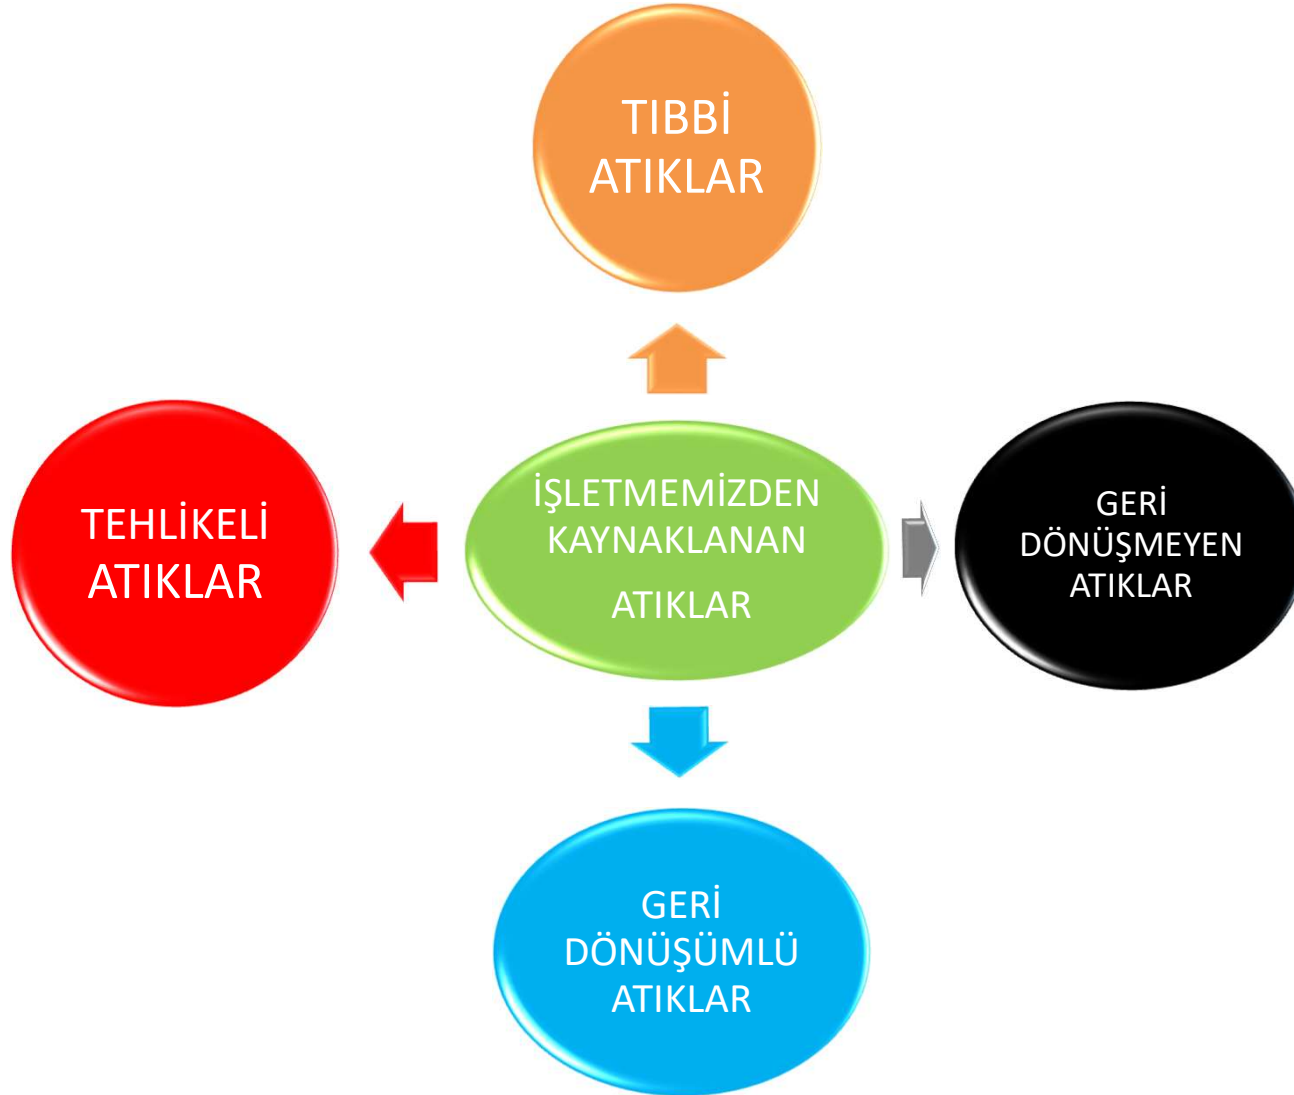 TIBBİ
ATIKLAR
TEHLİKELİ
ATIKLAR
İŞLETMEMİZDEN
KAYNAKLANAN
ATIKLAR
GERİ
DÖNÜŞMEYEN
ATIKLAR
GERİ
DÖNÜŞÜMLÜ
ATIKLAR